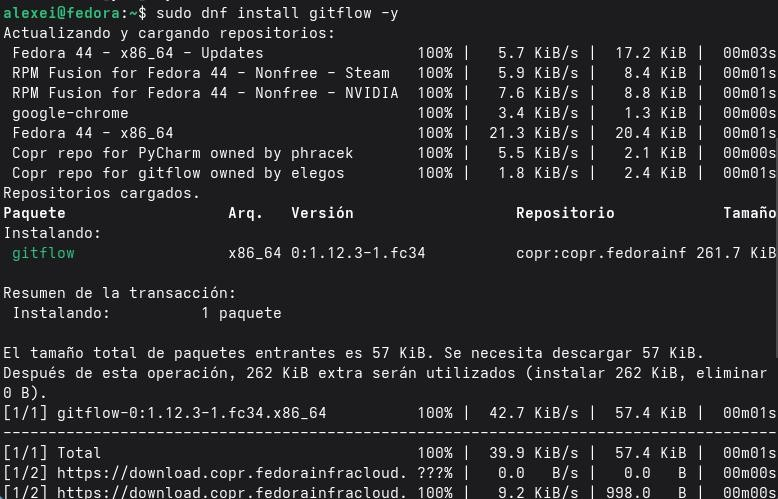 alexei@fedora:~$ sudo dnf install gitflow -y
Actualizando y cargando repositorios:
Fedora 44 - x86_64 - Updates 100% | 5.7 KiB/s | 17.2 KiB | 00m03s
RPM Fusion for Fedora 44 - Nonfree - Steam 100% | 5.9 KiB/s | 8.4 KiB | 00m01s
RPM Fusion for Fedora 44 - Nonfree - NVIDIA 100% | 7.6 KiB/s | 8.8 KiB | 00m01s
google-chrome 100% | 3.4 KiB/s | 1.3 KiB | 00m00s
Fedora 44 - x86_64 100% | 21.3 KiB/s | 20.4 KiB | 00m01s
Copr repo for PyCharm owned by phracek 100% | 5.5 KiB/s | 2.1 KiB | 00m00s
Copr repo for gitflow owned by elegos 100% | 1.8 KiB/s | 2.4 KiB | 00m01s
Repositorios cargados.
Paquete Arq. Versión Repositorio Tamaño
Instalando:
gitflow x86_64 0:1.12.3-1.fc34 copr:copr.fedorainf 261.7 KiB
Resumen de la transacción:
Instalando: 1 paquete
El tamaño total de paquetes entrantes es 57 KiB. Se necesita descargar 57 KiB.
Después de esta operación, 262 KiB extra serán utilizados (instalar 262 KiB, eliminar
0 B).
[1/1] gitflow-0:1.12.3-1.fc34.x86_64 100% | 42.7 KiB/s | 57.4 KiB | 00m01s
--------------------------------------------------------------------------------------
[1/1] Total 100% | 39.9 KiB/s | 57.4 KiB | 00m01s
[1/2] https://download.copr.fedorainfracloud. ???% | 0.0 B/s | 0.0 B | 00m00s
[1/2] https://download.copr.fedorainfracloud. 100% | 9.2 KiB/s | 998.0 B | 00m00s